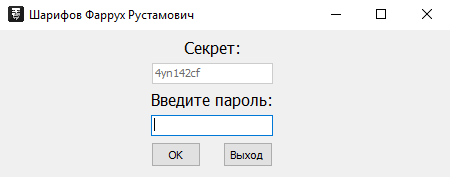 Шарифов Фаррух Рустамович
Секрет:
4yn142cf
Введите пароль:
OK Выход